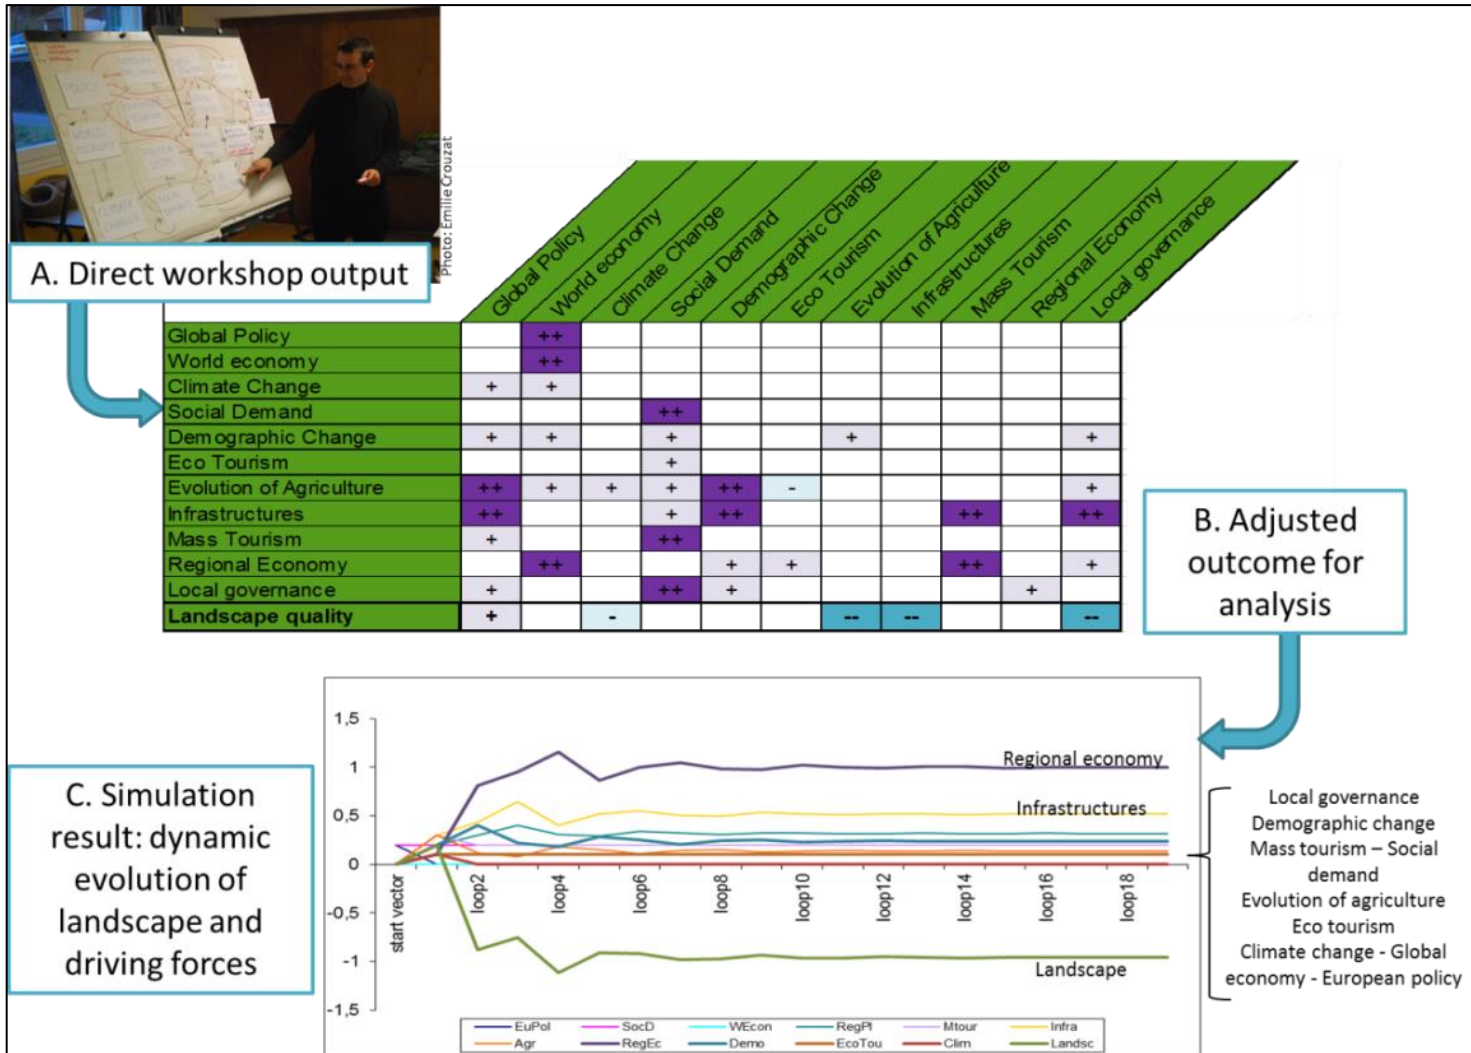 POLICY
WORLD
ECONOMY
CLIMATE
CHANGE
Photo: Emilie Crouzat
A. Direct workshop output
Global Policy
World economy
Climate Change
Social Demand
Demographic Change
Eco Tourism
Evolution of Agriculture
Infrastructures
Mass Tourism
Regional Economy
Local governance
Global Policy ++
World economy ++
Climate Change + +
Social Demand ++
Demographic Change + + + + +
Eco Tourism +
Evolution of Agriculture ++ + + + ++ - +
Infrastructures ++ + ++ ++ ++
Mass Tourism + ++
Regional Economy ++ + + ++ +
Local governance + ++ + +
Landscape quality + - -- -- --
B. Adjusted
outcome for
analysis
C. Simulation
result: dynamic
evolution of
landscape and
driving forces
1,5
1
0,5
0
-0,5
-1
-1,5
start vector
loop2
loop4
loop6
loop8
loop10
loop12
loop14
loop16
loop18
Regional economy
Infrastructures
Landscape
Local governance
Demographic change
Mass tourism – Social
demand
Evolution of agriculture
Eco tourism
Climate change - Global
economy - European policy
EuPol SocD WEcon RegPl Mtour Infra
Agr RegEc Demo EcoTou Clim Landsc